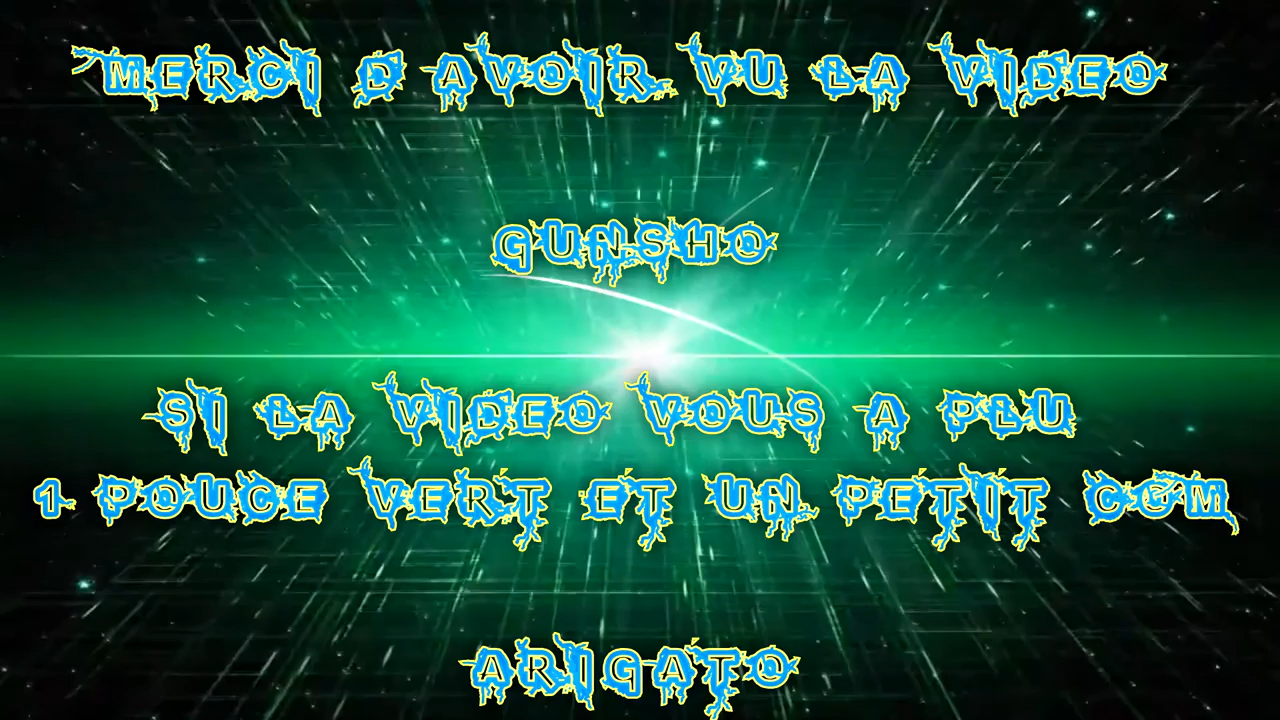 MERCI D AVOIR VU LA VIDEO
GUNSHO
SI LA VIDEO VOUS A PLU
1 POUCE VERT ET UN PETIT COM
ARIGATO